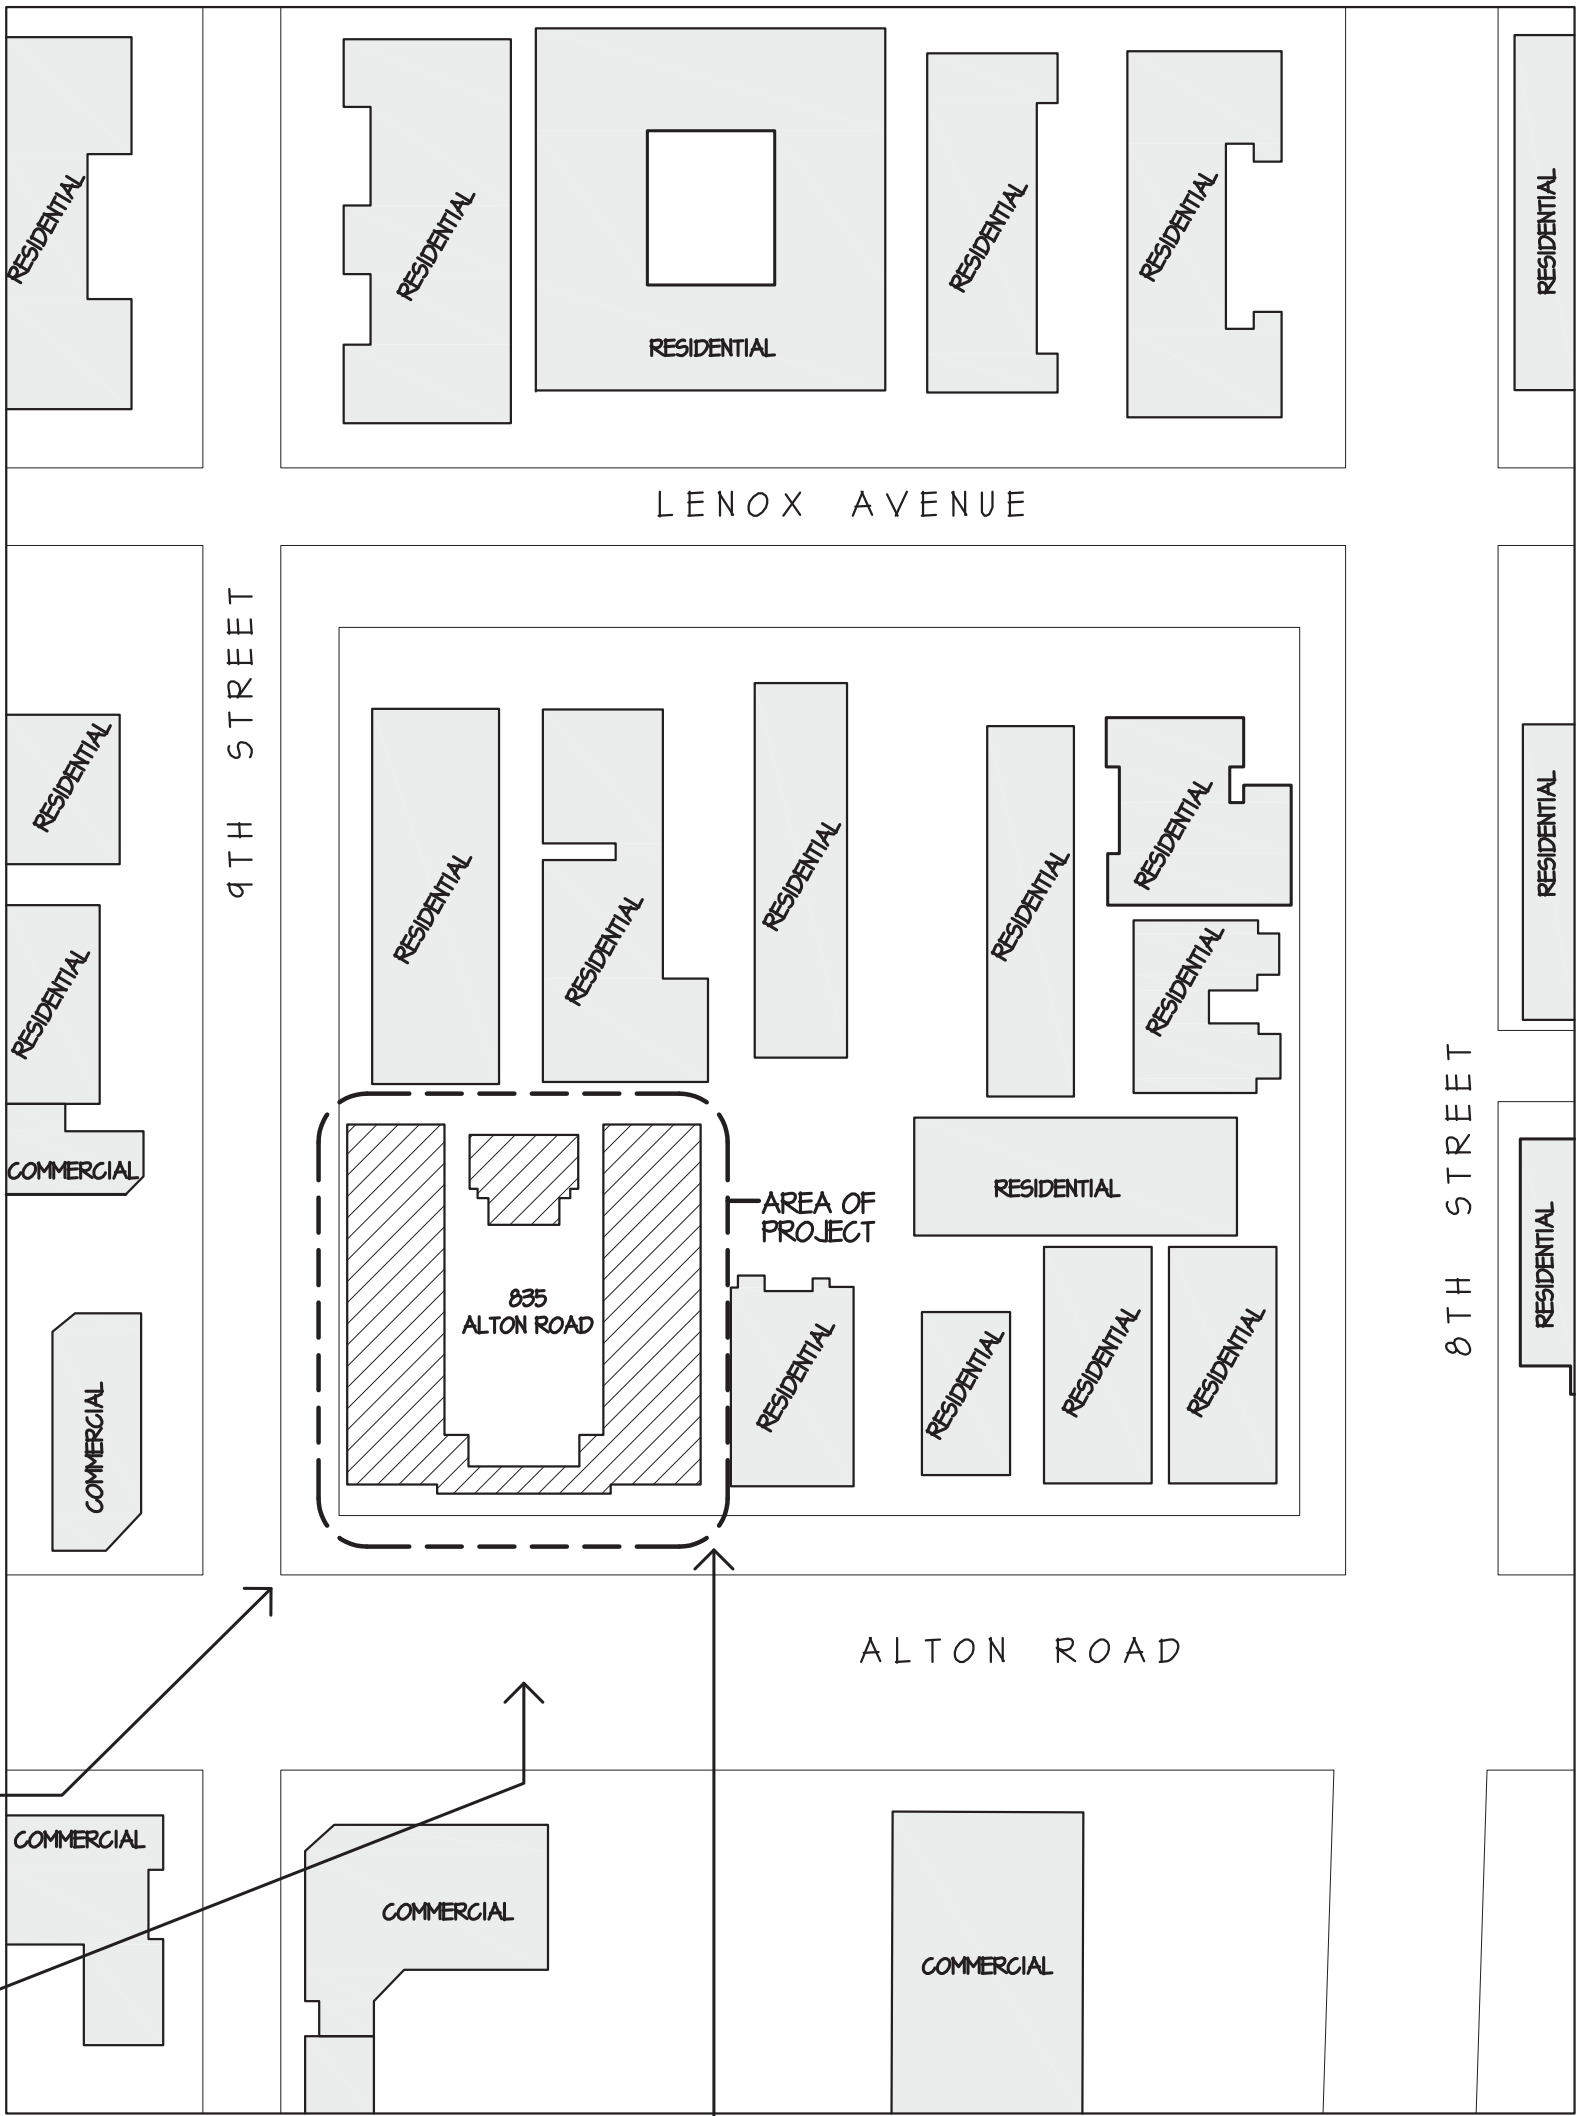 RESIDENTIAL
RESIDENTIAL
RESIDENTIAL
RESIDENTIAL
RESIDENTIAL
RESIDENTIAL
LENOX AVENUE
9TH STREET
RESIDENTIAL
RESIDENTIAL
RESIDENTIAL
RESIDENTIAL
RESIDENTIAL
RESIDENTIAL
RESIDENTIAL
RESIDENTIAL
RESIDENTIAL
RESIDENTIAL
8TH STREET
COMMERCIAL
AREA OF
PROJECT
RESIDENTIAL
RESIDENTIAL
835
ALTON ROAD
RESIDENTIAL
RESIDENTIAL
RESIDENTIAL
RESIDENTIAL
COMMERCIAL
ALTON ROAD
COMMERCIAL
COMMERCIAL
COMMERCIAL